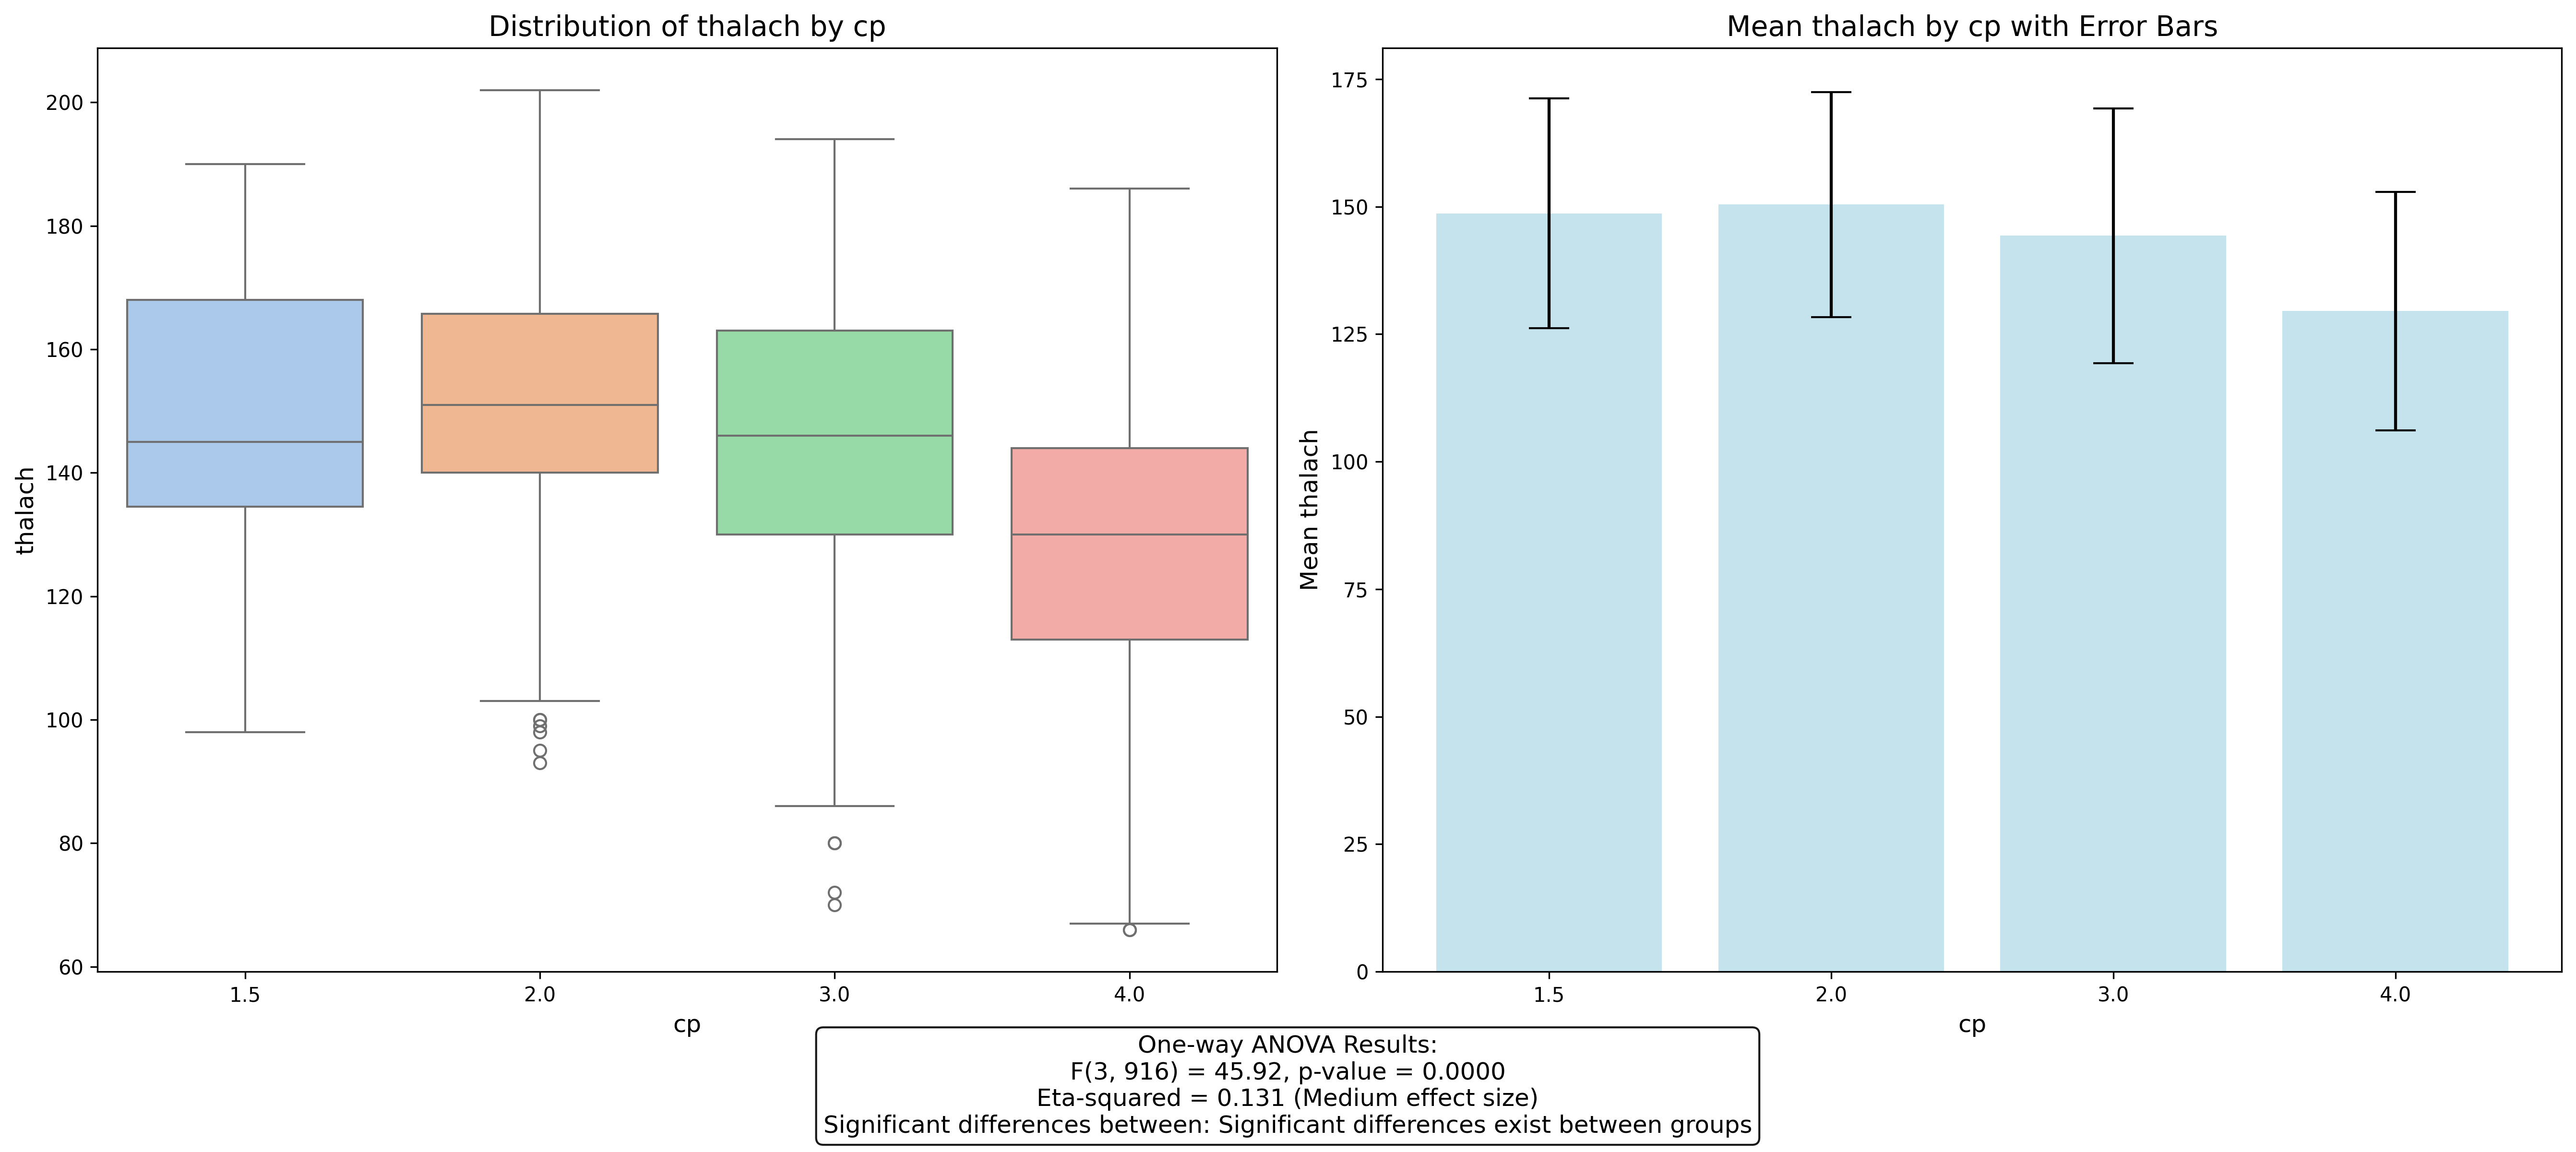 Distribution of thalach by cp
thalach
200
180
160
140
120
100
80
60
1.5
2.0
3.0
4.0
cp
Mean thalach by cp with Error Bars
Mean thalach
175
150
125
100
75
50
25
0
1.5
2.0
3.0
4.0
cp
One-way ANOVA Results:
F(3, 916) = 45.92, p-value = 0.0000
Eta-squared = 0.131 (Medium effect size)
Significant differences between: Significant differences exist between groups